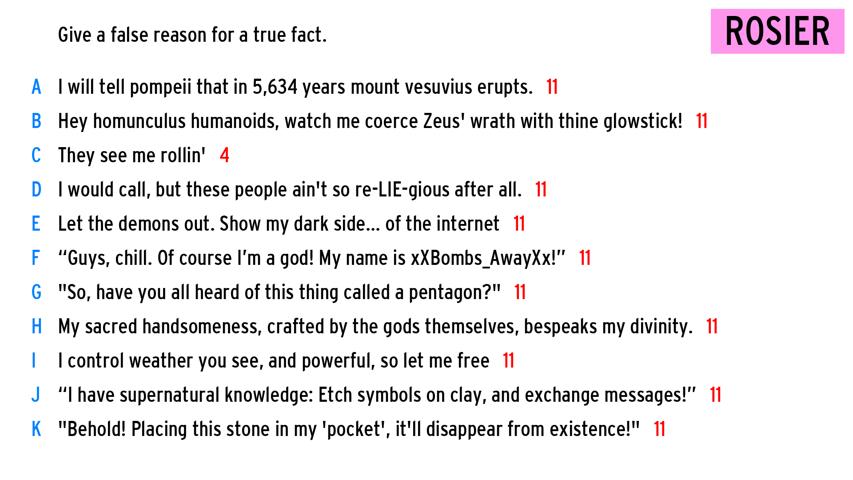 Give a false reason for a true fact.
ROSIER
A I will tell pompeii that in 5,634 years mount vesuvius erupts. 11
B Hey homunculus humanoids, watch me coerce Zeus' wrath with thine glowstick! 11
C They see me rollin' 4
D I would call, but these people ain't so re-LIE-gious after all. 11
E Let the demons out. Show my dark side... of the internet 11
F “Guys, chill. Of course I’m a god! My name is xXBombs_AwayXx!” 11
G "So, have you all heard of this thing called a pentagon?" 11
H My sacred handsomeness, crafted by the gods themselves, bespeaks my divinity. 11
I I control weather you see, and powerful, so let me free 11
J “I have supernatural knowledge: Etch symbols on clay, and exchange messages!” 11
K "Behold! Placing this stone in my 'pocket', it'll disappear from existence!" 11